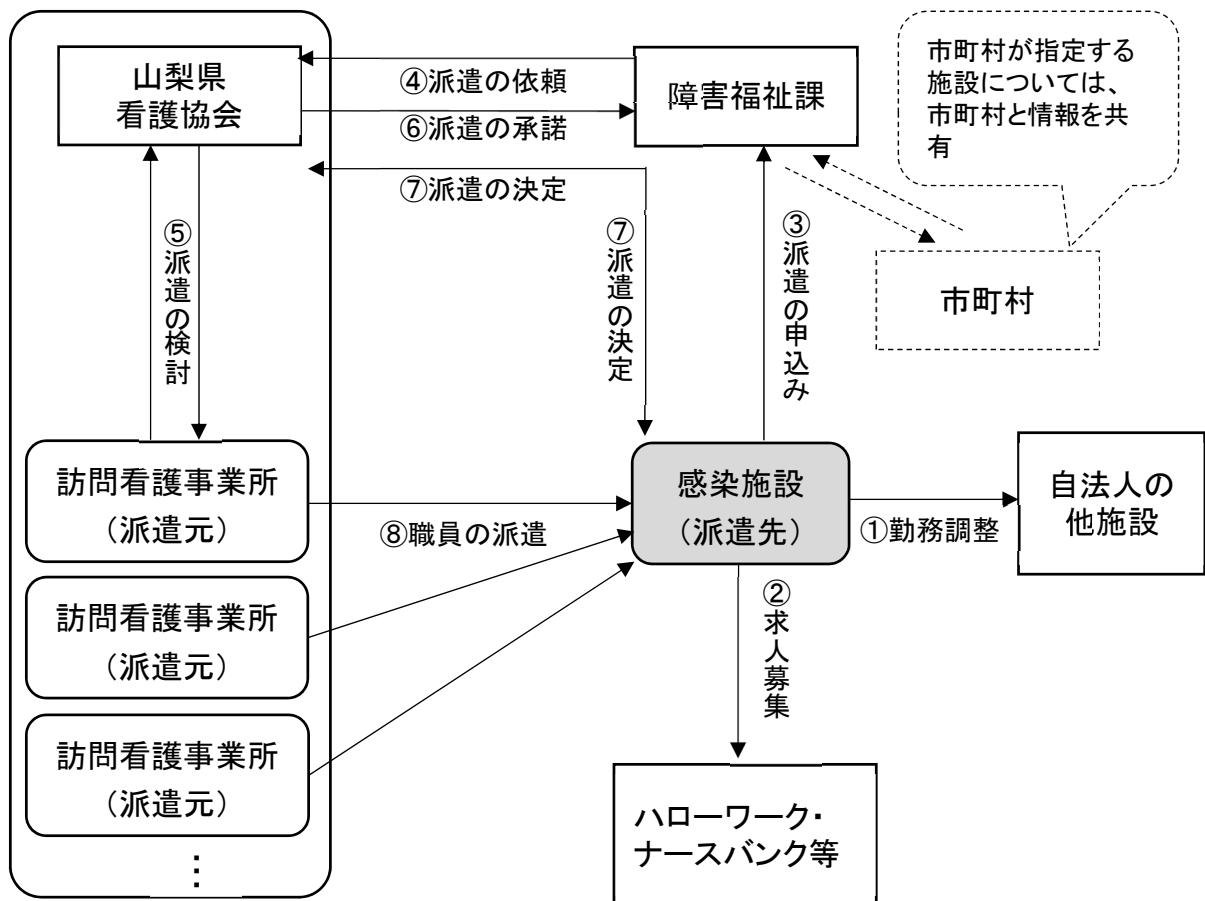 山梨県
看護協会
④派遣の依頼
⑥派遣の承諾
⑦派遣の決定
障害福祉課
市町村が指定する
施設については、
市町村と情報を共
有
市町村
⑤派遣の検討
⑦派遣の決定
③派遣の申込み
訪問看護事業所
（派遣元）
⑧職員の派遣
感染施設
（派遣先）
①勤務調整
自法人の
他施設
訪問看護事業所
（派遣元）
②求人募集
訪問看護事業所
（派遣元）
ハローワーク・
ナースバンク等
⋮